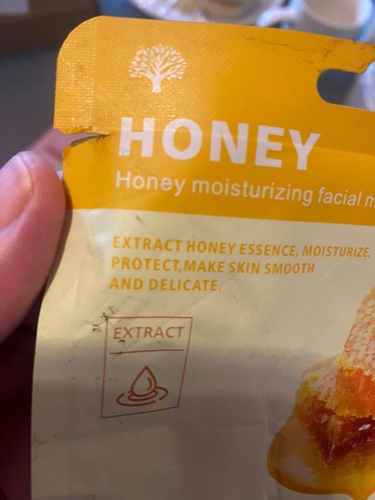 HONEY
Honey moisturizing facial
EXTRACT HONEY ESSENCE, MOISTURIZE,
PROTECT,MAKE SKIN SMOOTH
AND DELICATE.
EXTRACT